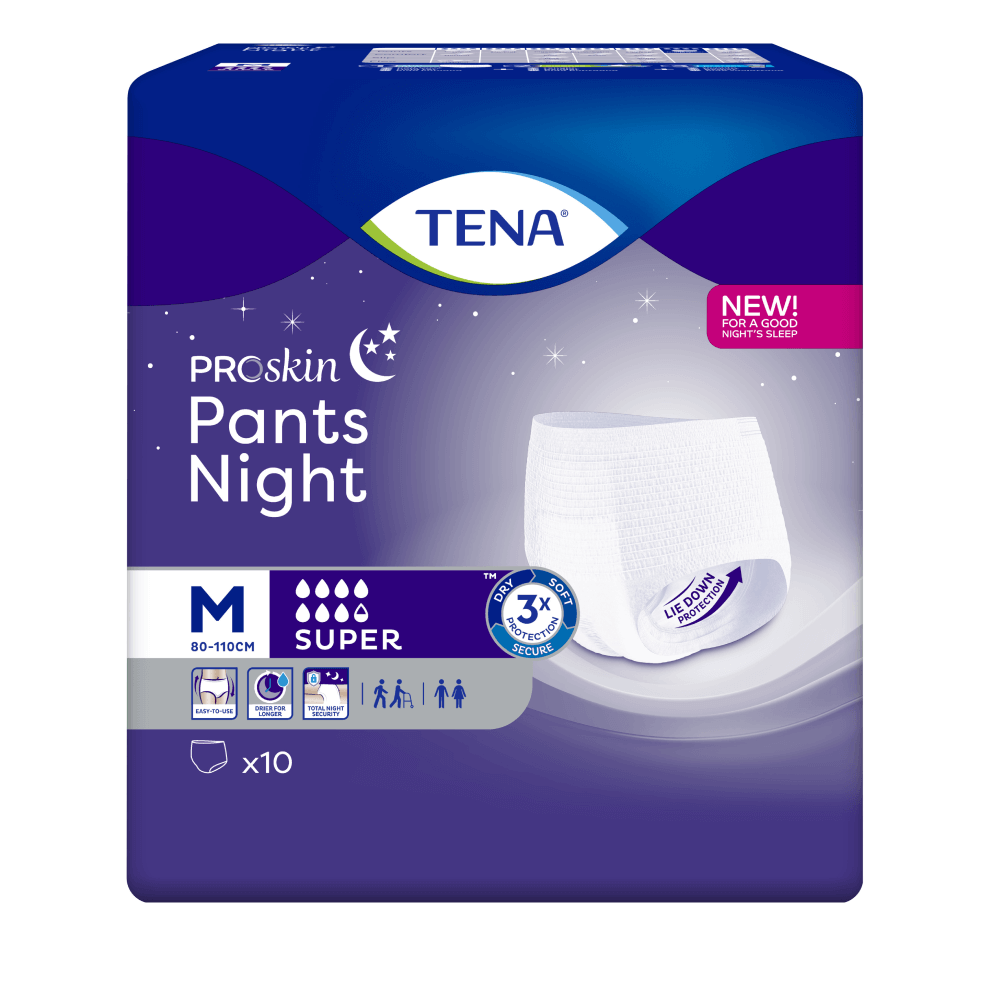 TENA®
NEW!
FOR A GOOD
NIGHT'S SLEEP
PROskin
Pants
Night
M
80-110CM
SUPER
™
DRY
SOFT
3X
PROTECTION
SECURE
LIE DOWN
PROTECTION
EASY-TO-USE
DRIER FOR
LONGER
TOTAL NIGHT
SECURITY
x10